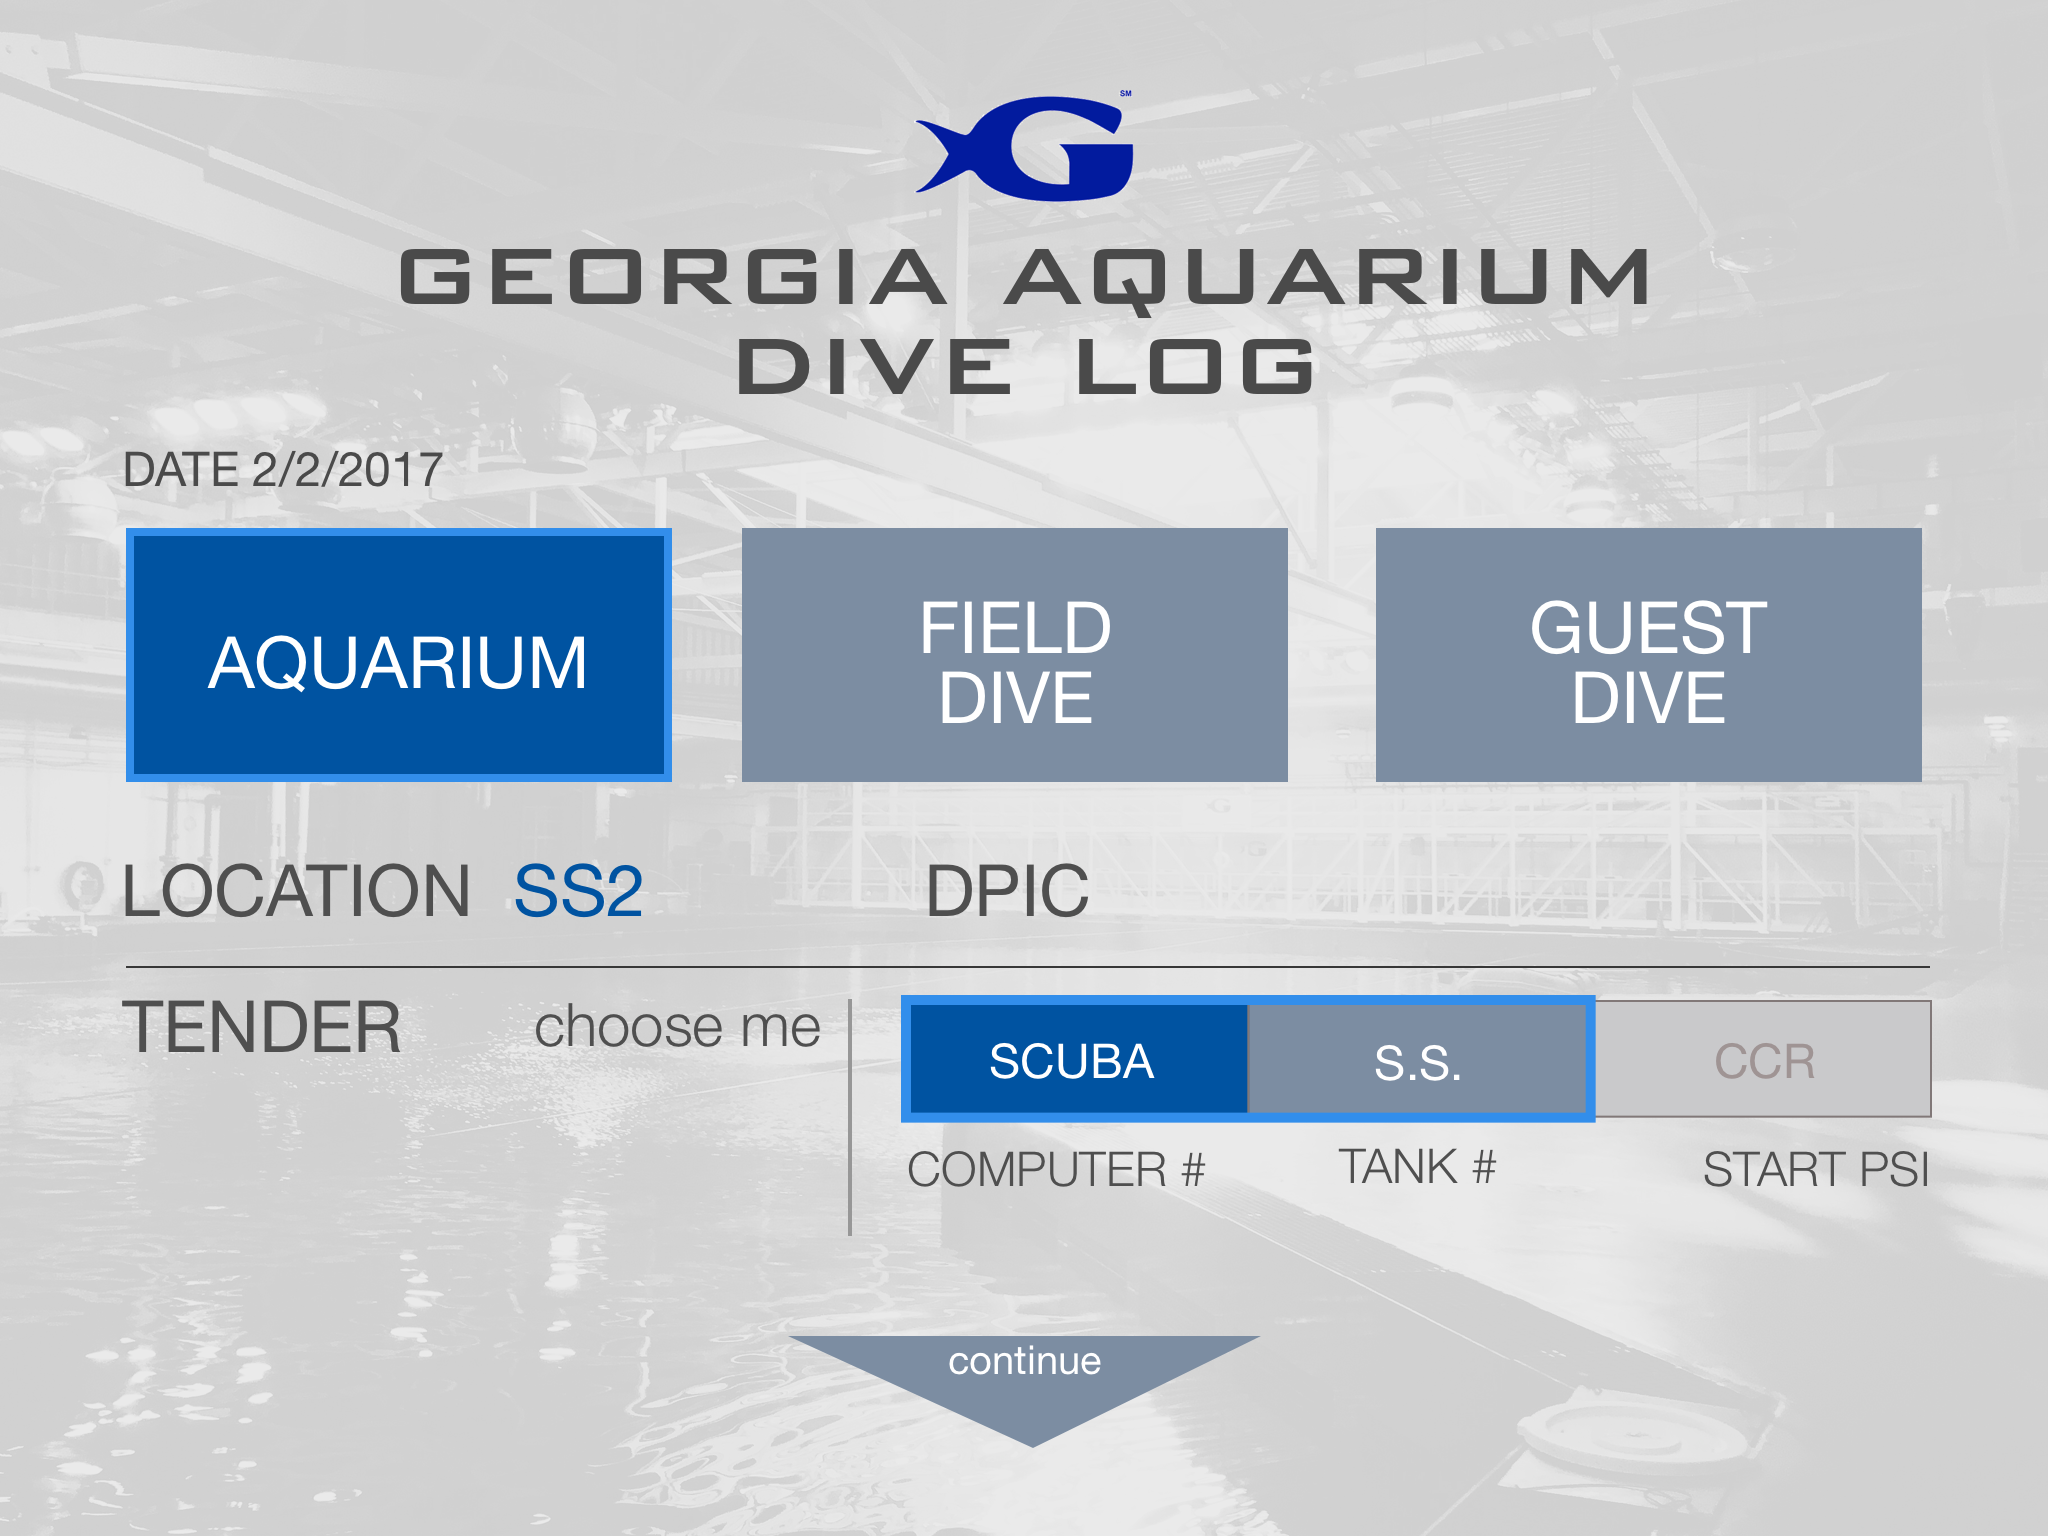 SM
GEORGIA AQUARIUM
DIVE LOG
DATE 2/2/2017
AQUARIUM
FIELD
DIVE
GUEST
DIVE
LOCATION SS2
DPIC
TENDER choose me
SCUBA S.S. CCR
COMPUTER # TANK # START PSI
continue